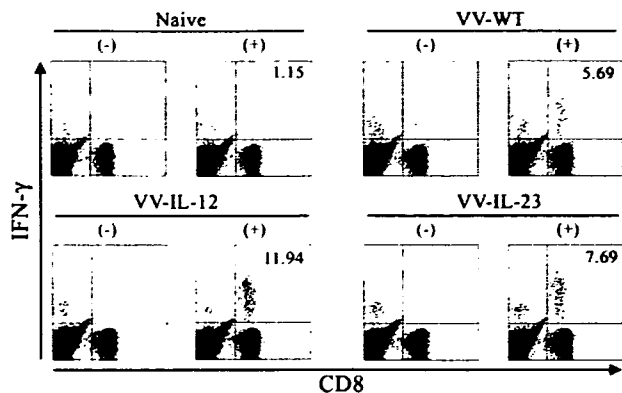 Naive VV-WT
(-) (+) (-) (+)
1.15 5.69
VV-IL-12 VV-IL-23
(-) (+) (-) (+)
11.94 7.69
IFN-γ
CD8